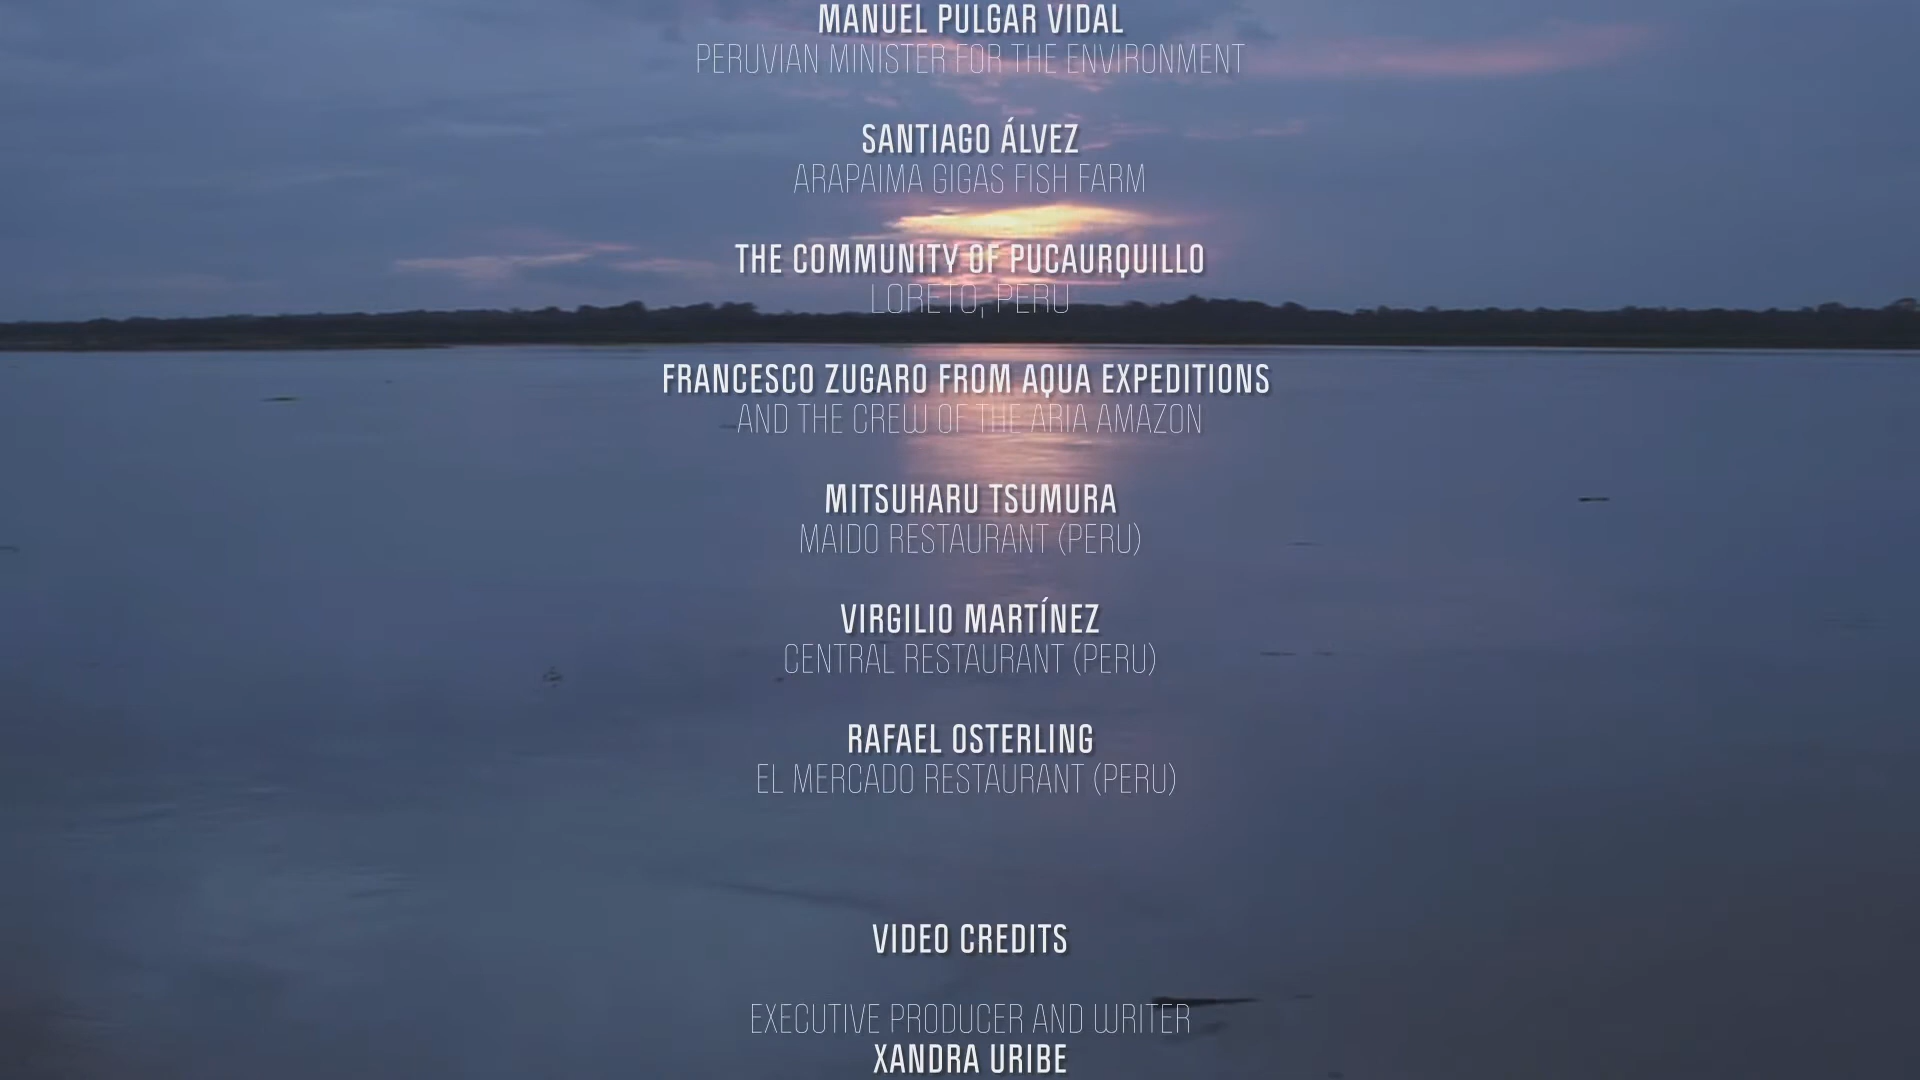 MANUEL PULGAR VIDAL
PERUVIAN MINISTER FOR THE ENVIRONMENT
SANTIAGO ÁLVEZ
ARAPAIMA GIGAS FISH FARM
THE COMMUNITY OF PUCAURQUILLO
LORETO, PERU
FRANCESCO ZUGARO FROM AQUA EXPEDITIONS
AND THE CREW OF THE ARIA AMAZON
MITSUHARU TSUMURA
MAIDO RESTAURANT (PERU)
VIRGILIO MARTÍNEZ
CENTRAL RESTAURANT (PERU)
RAFAEL OSTERLING
EL MERCADO RESTAURANT (PERU)
VIDEO CREDITS
EXECUTIVE PRODUCER AND WRITER
XANDRA URIBE